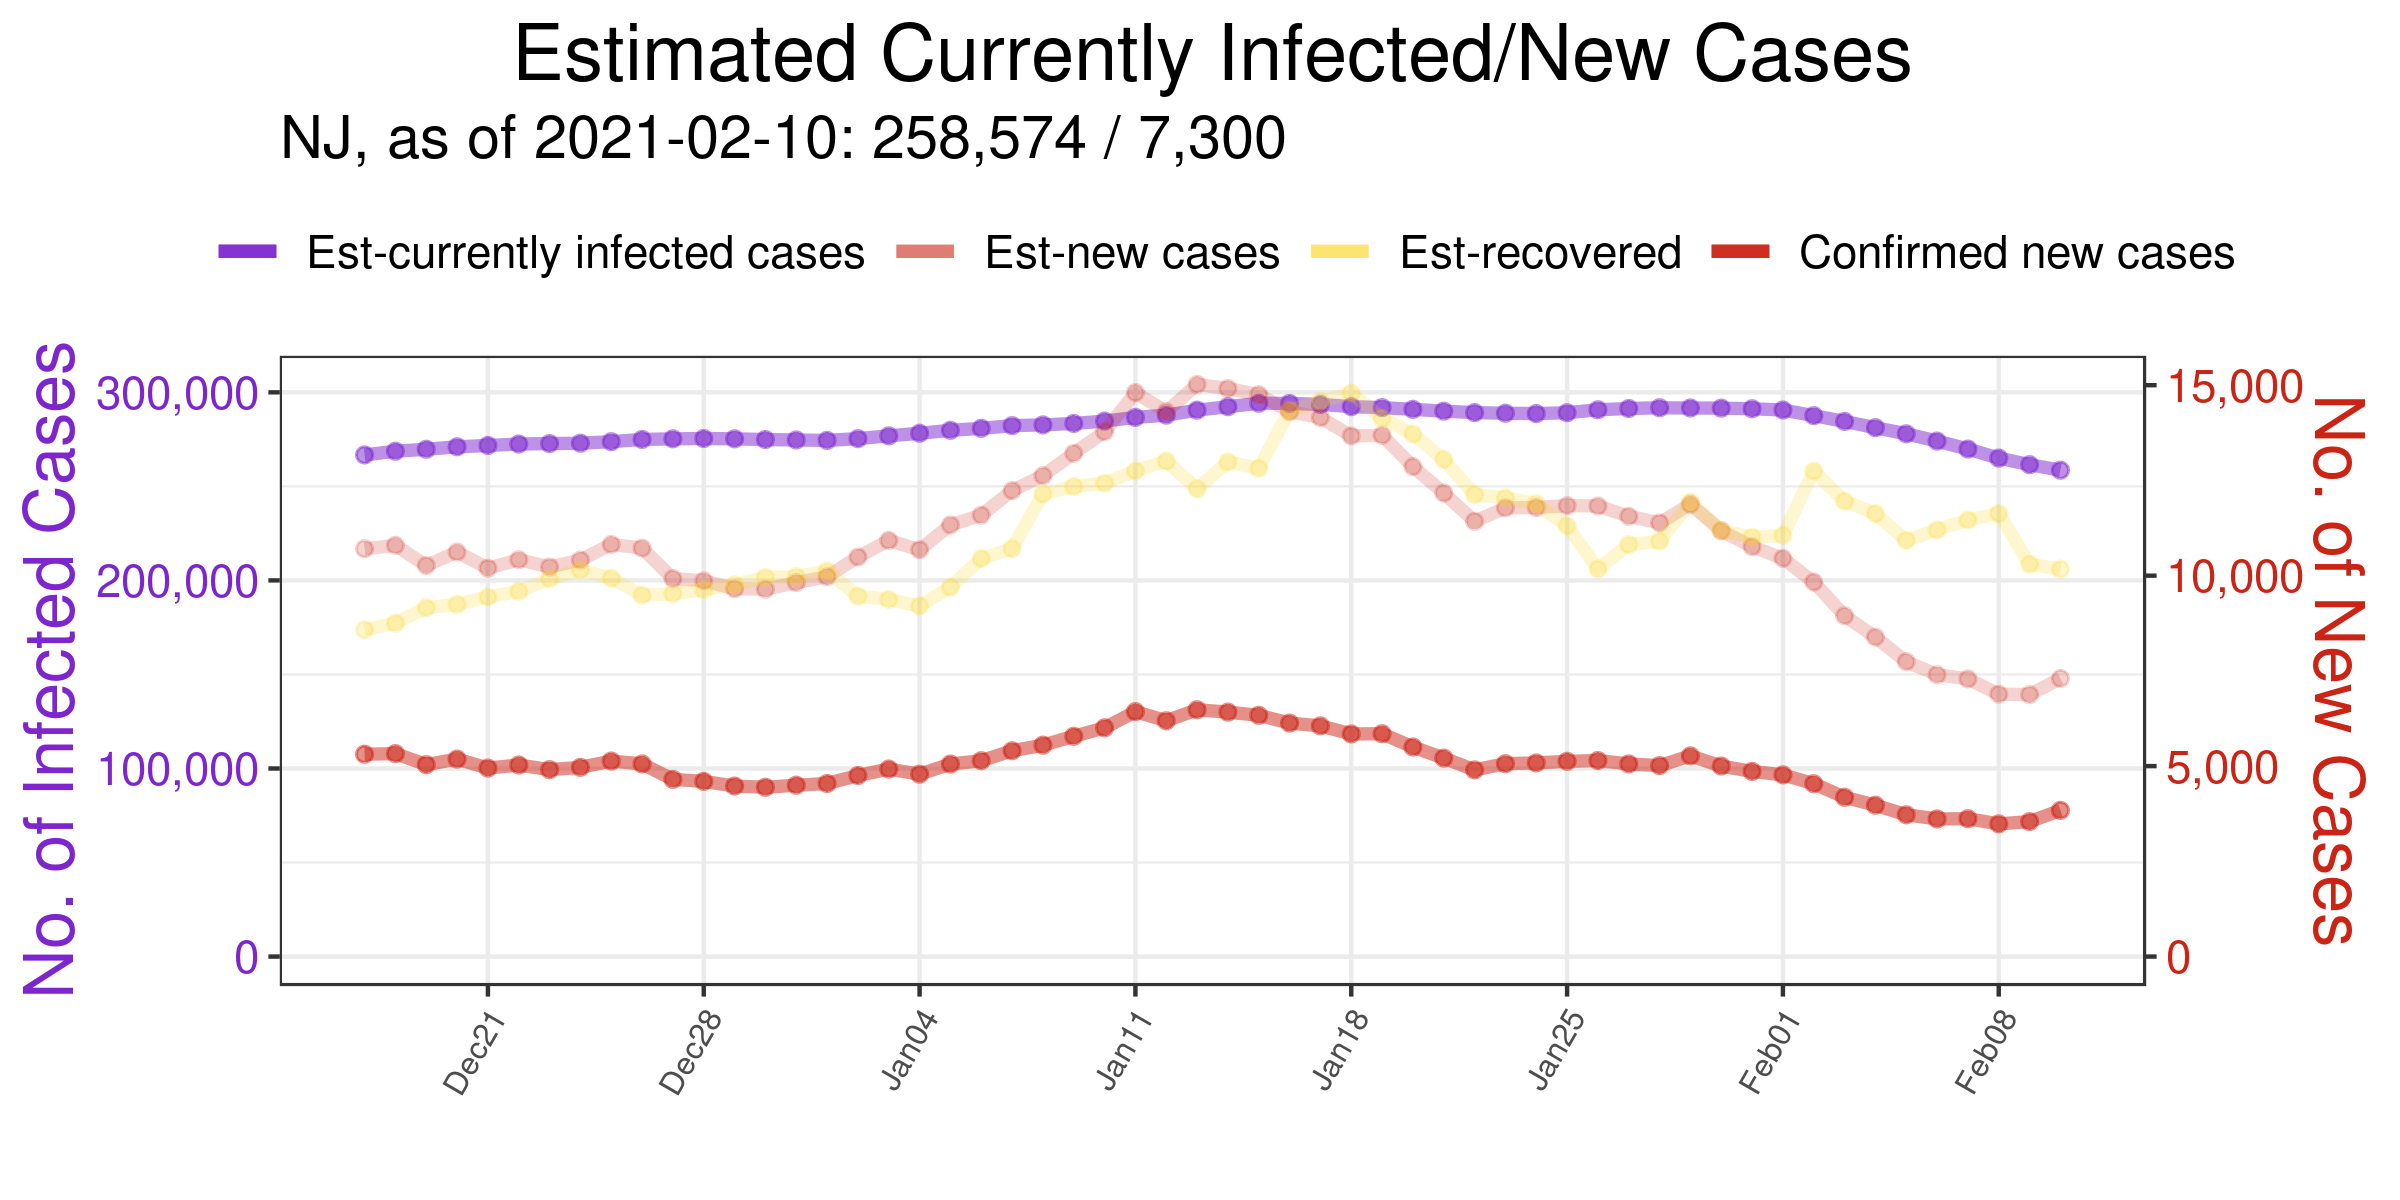 Estimated Currently Infected/New Cases
NJ, as of 2021-02-10: 258,574 / 7,300
Est-currently infected cases Est-new cases Est-recovered Confirmed new cases
No. of Infected Cases
300,000
200,000
100,000
0
15,000
10,000
5,000
0
No. of New Cases
Dec21 Dec28 Jan04 Jan11 Jan18 Jan25 Feb01 Feb08